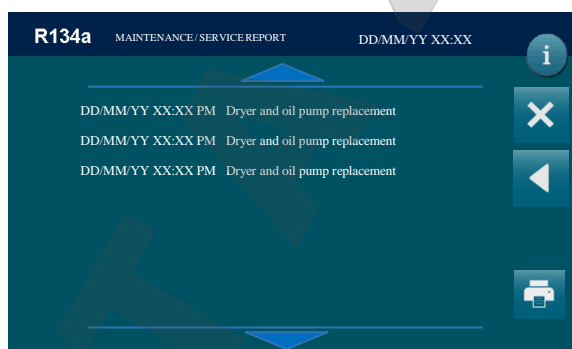 R134a MAINTENANCE/SERVICE REPORT DD/MM/YY XX:XX
i
DD/MM/YY XX:XX PM Dryer and oil pump replacement
DD/MM/YY XX:XX PM Dryer and oil pump replacement
DD/MM/YY XX:XX PM Dryer and oil pump replacement